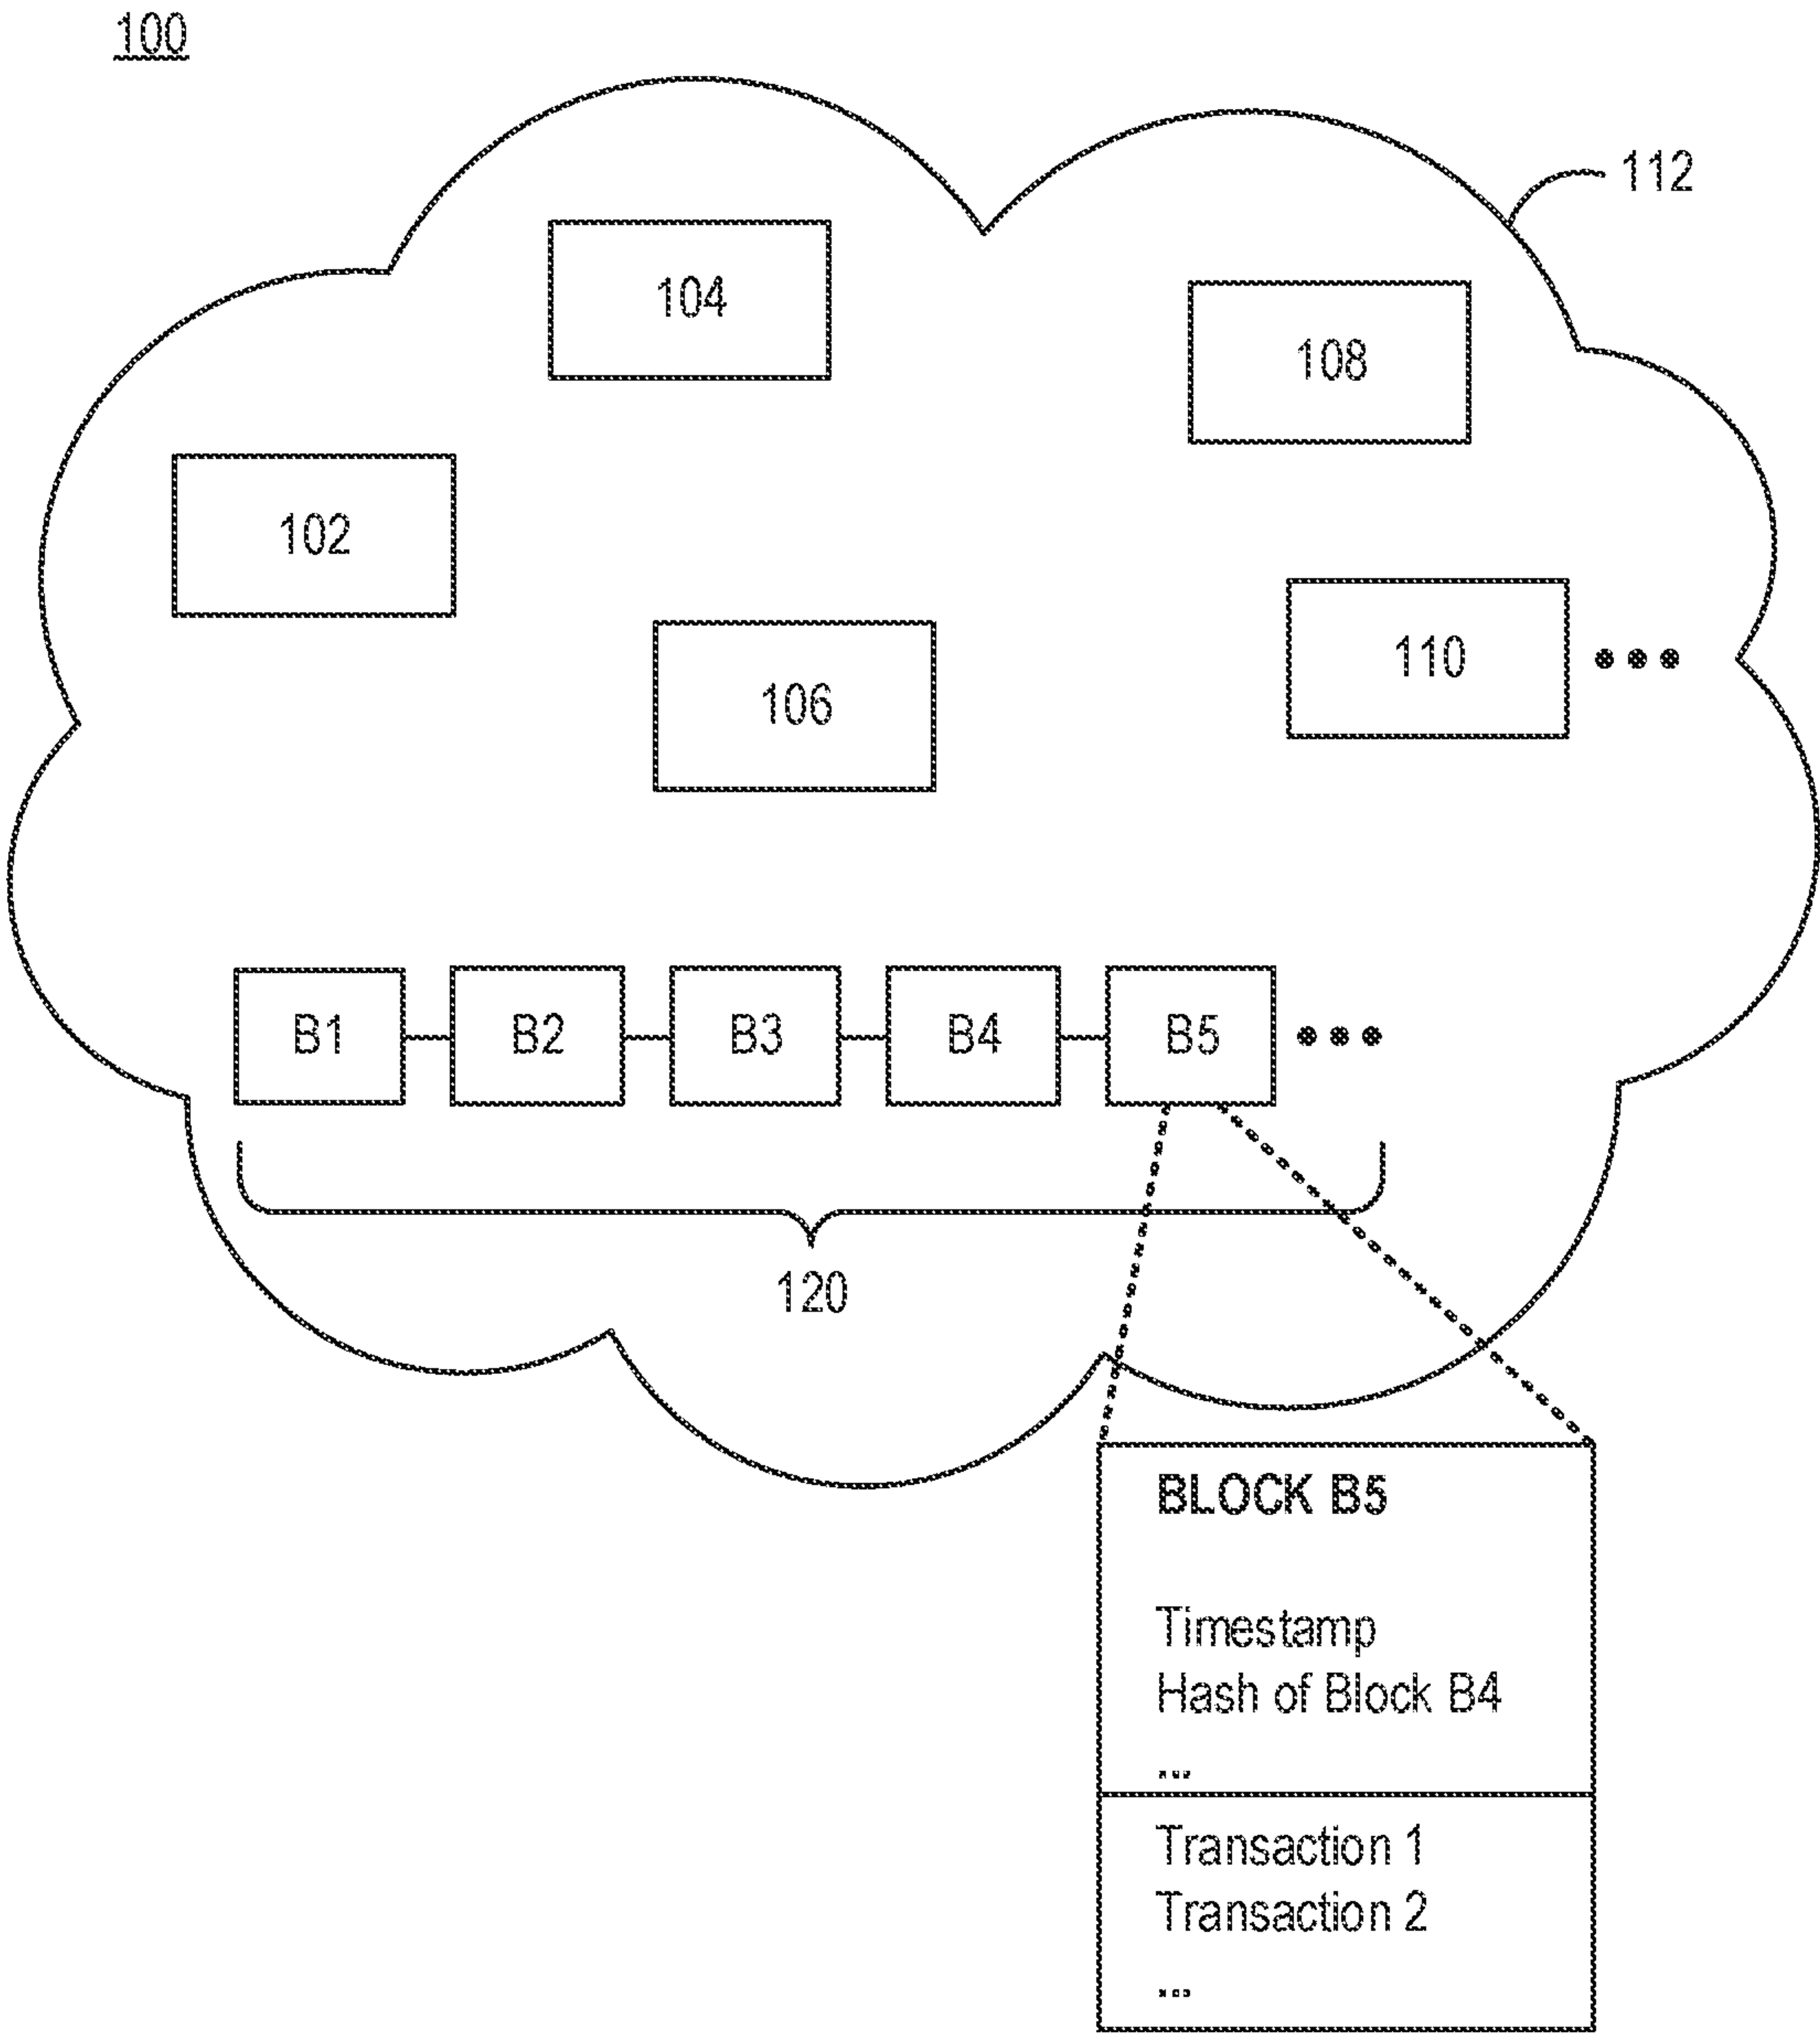 100
112
104
108
102
110
106
B1 B2 B3 B4 B5
120
BLOCK B5
Timestamp
Hash of Block B4
...
Transaction 1
Transaction 2
...